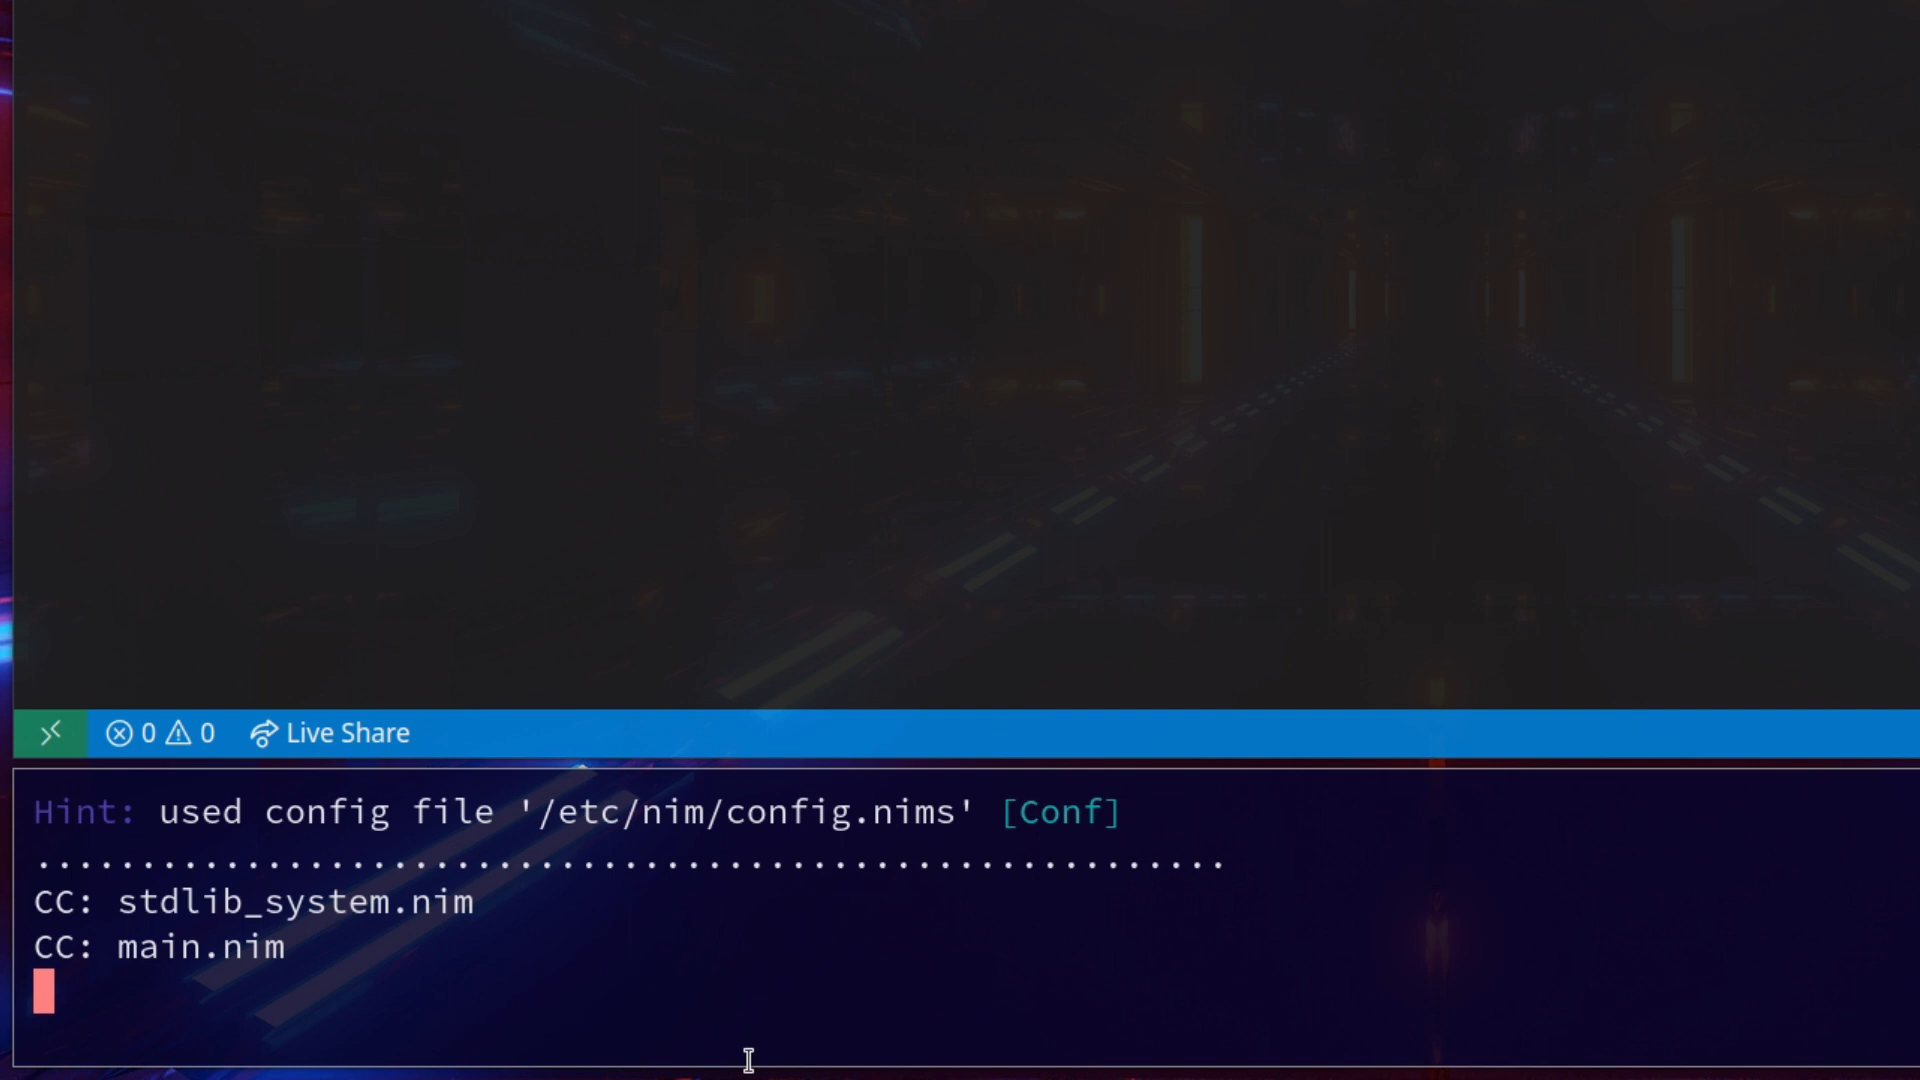 0 0 Live Share
Hint: used config file '/etc/nim/config.nims' [Conf]
.........................................................
CC: stdlib_system.nim
CC: main.nim